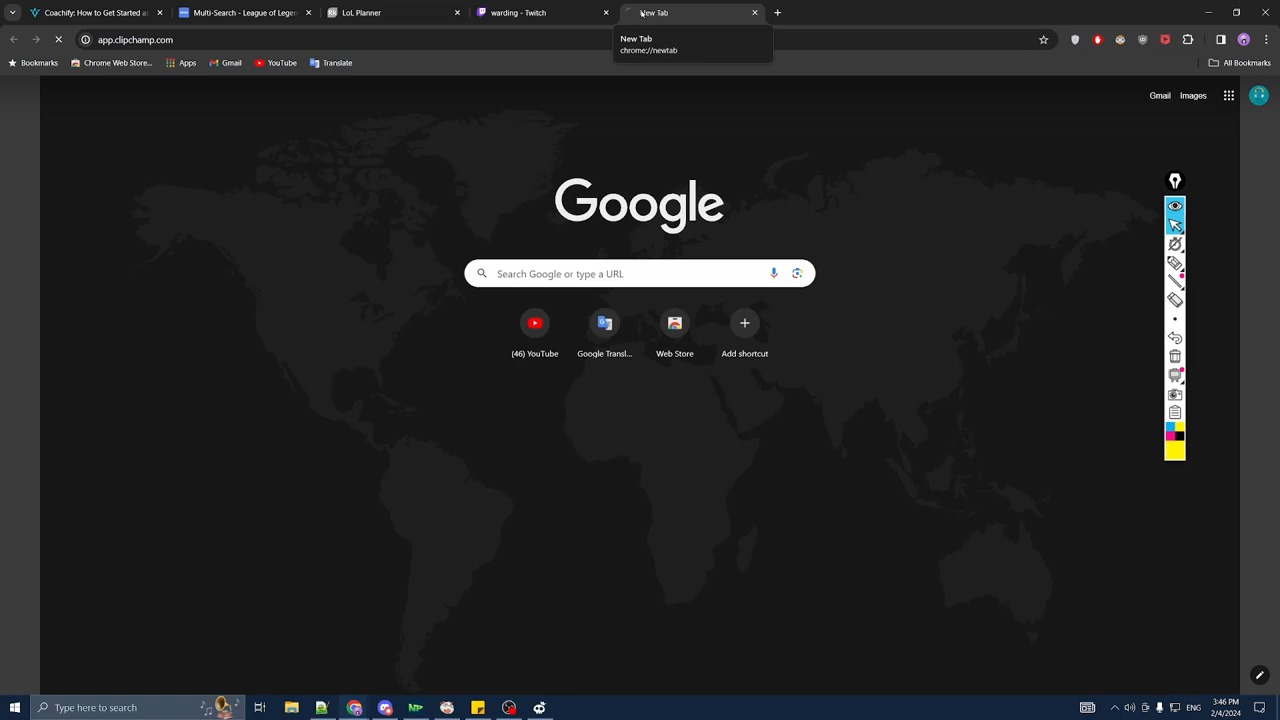 Coachify: How to Get Started as
Multi-Search - League of Legen
LoL Planner
warding - Twitch
New Tab
app.clipchamp.com
New Tab
chrome://newtab
Bookmarks
Chrome Web Store...
Apps
Gmail
YouTube
Translate
All Bookmarks
Gmail
Images
Google
Search Google or type a URL
(46) YouTube
Google Transl...
Web Store
Add shortcut
Type here to search
ENG
3:46 PM
2/4/2024